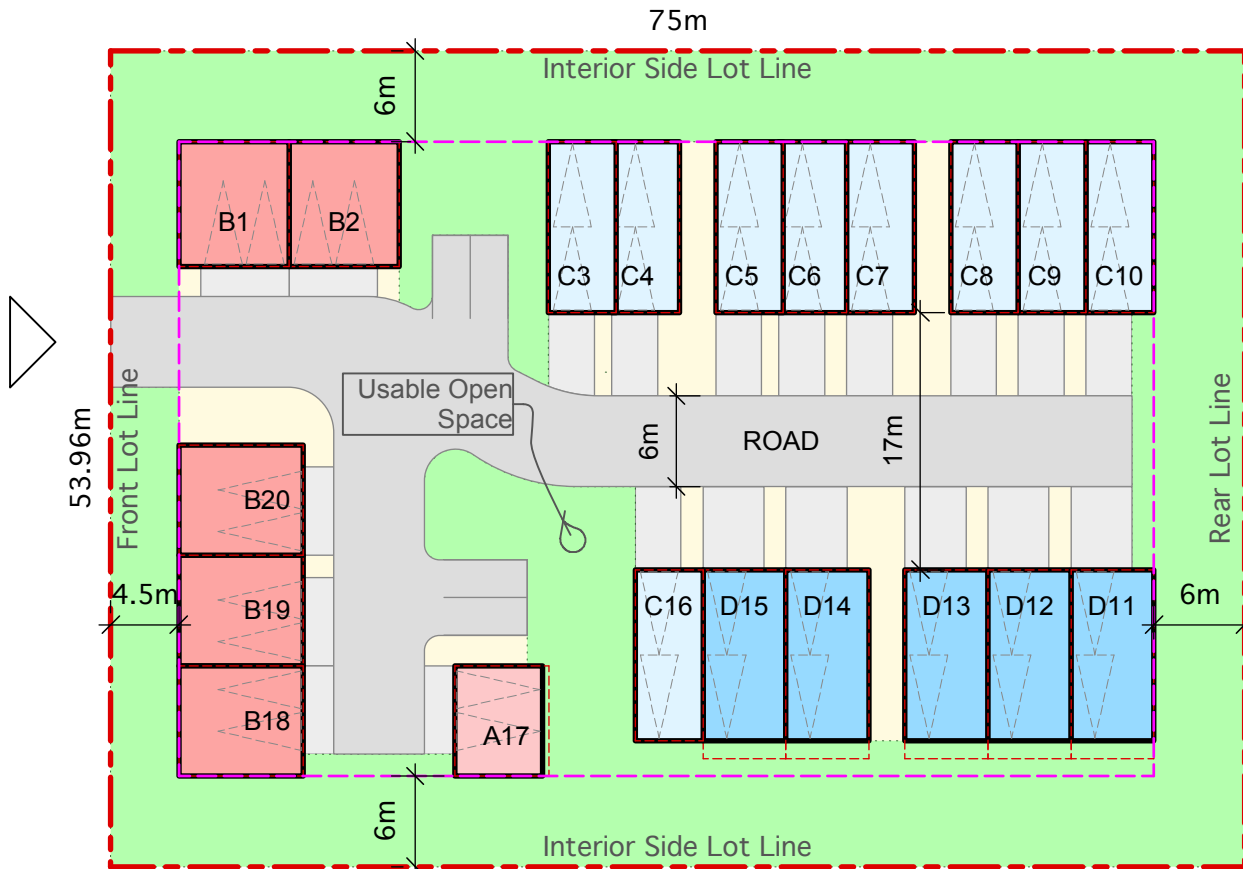 75m
Interior Side Lot Line
6m
B1
B2
C3
C4
C5
C6
C7
C8
C9
C10
Usable Open
Space
6m
ROAD
17m
53.96m
Front Lot Line
Rear Lot Line
B20
B19
B18
4.5m
A17
C16
D15
D14
D13
D12
D11
6m
6m
Interior Side Lot Line